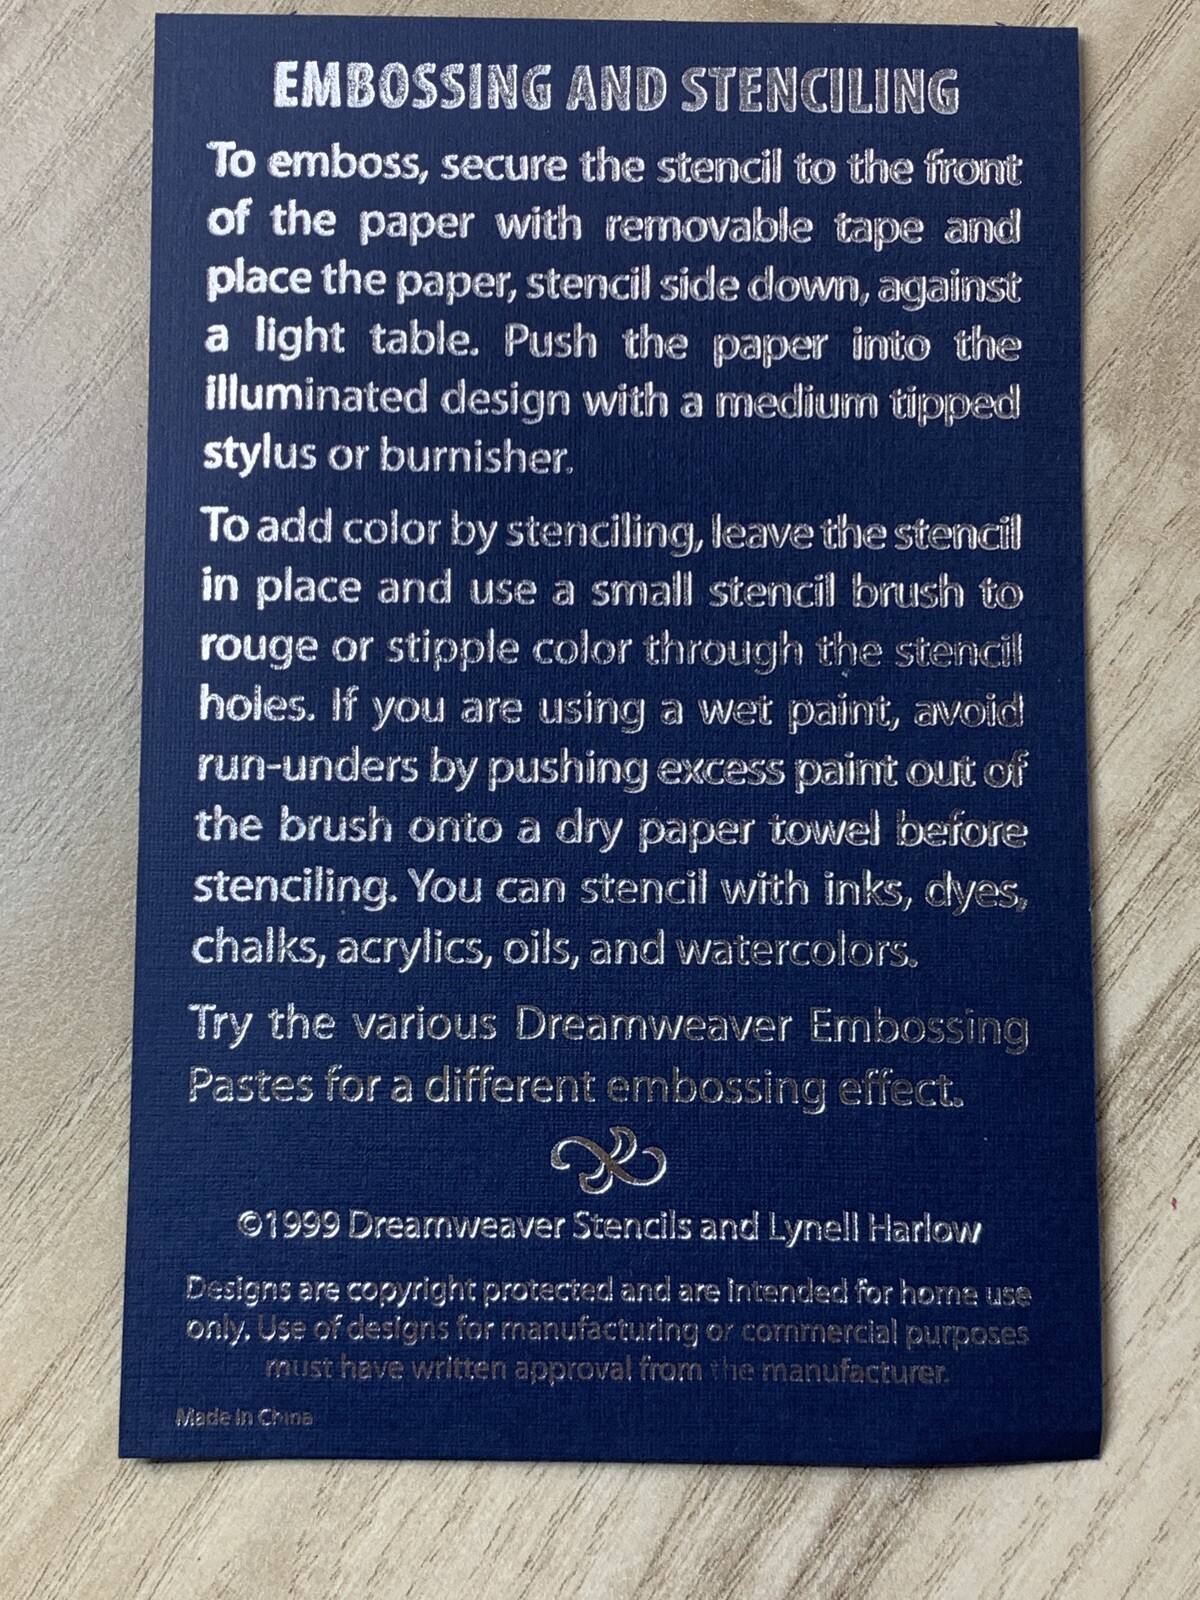 EMBOSSING AND STENCILING
To emboss, secure the stencil to the front
of the paper with removable tape and
place the paper, stencil side down, against
a light table. Push the paper into the
illuminated design with a medium tipped
stylus or burnisher.
To add color by stenciling, leave the stencil
in place and use a small stencil brush to
rouge or stipple color through the stencil
holes. If you are using a wet paint, avoid
run-unders by pushing excess paint out of
the brush onto a dry paper towel before
stenciling. You can stencil with inks, dyes,
chalks, acrylics, oils, and watercolors.
Try the various Dreamweaver Embossing
Pastes for a different embossing effect.
©1999 Dreamweaver Stencils and Lynell Harlow
Designs are copyright protected and are intended for home use
only. Use of designs for manufacturing or commercial purposes
must have written approval from the manufacturer.
Made In China